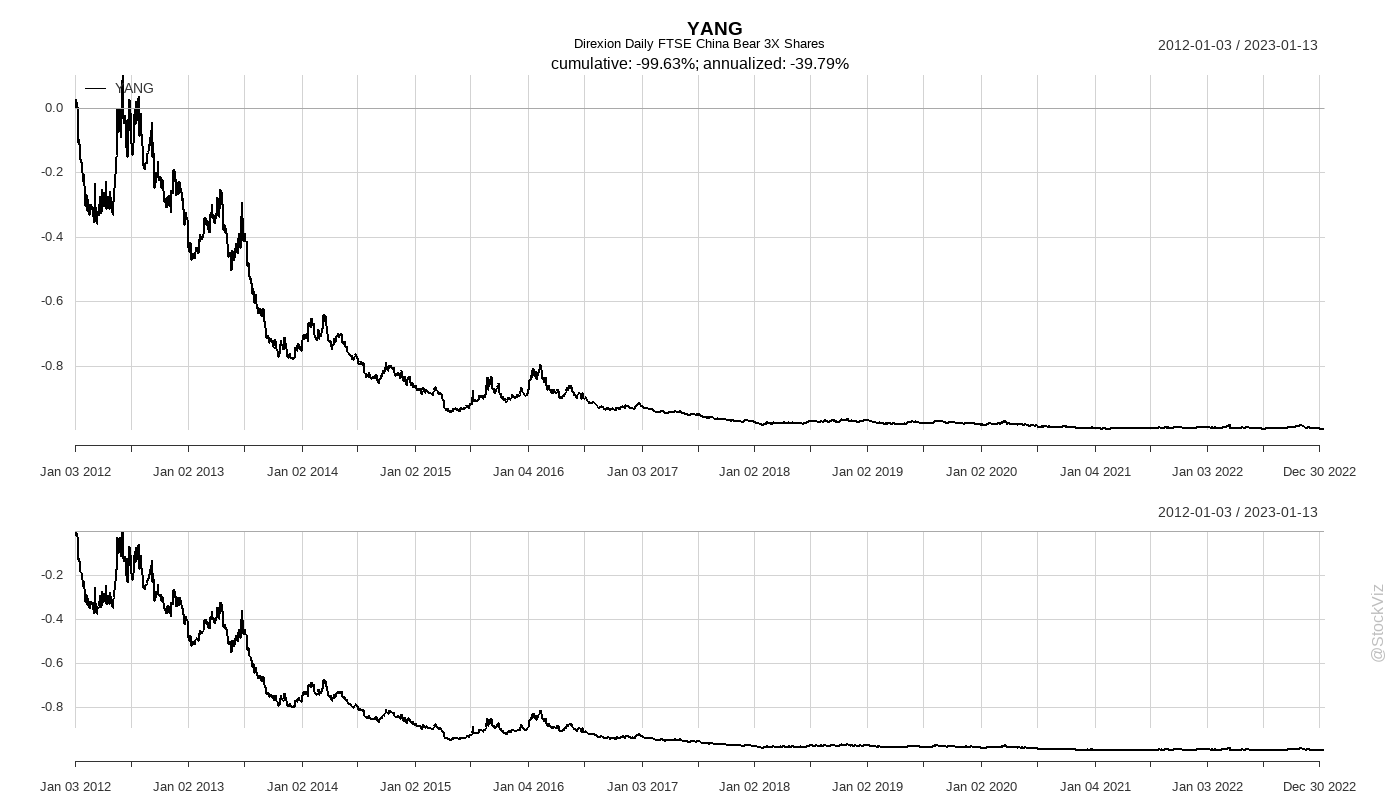 YANG
Direxion Daily FTSE China Bear 3X Shares
2012-01-03 / 2023-01-13
cumulative: -99.63%; annualized: -39.79%
YANG
0.0
-0.2
-0.4
-0.6
-0.8
Jan 03 2012 Jan 02 2013 Jan 02 2014 Jan 02 2015 Jan 04 2016 Jan 03 2017 Jan 02 2018 Jan 02 2019 Jan 02 2020 Jan 04 2021 Jan 03 2022 Dec 30 2022
2012-01-03 / 2023-01-13
-0.2
-0.4
-0.6
-0.8
Jan 03 2012 Jan 02 2013 Jan 02 2014 Jan 02 2015 Jan 04 2016 Jan 03 2017 Jan 02 2018 Jan 02 2019 Jan 02 2020 Jan 04 2021 Jan 03 2022 Dec 30 2022
@StockViz